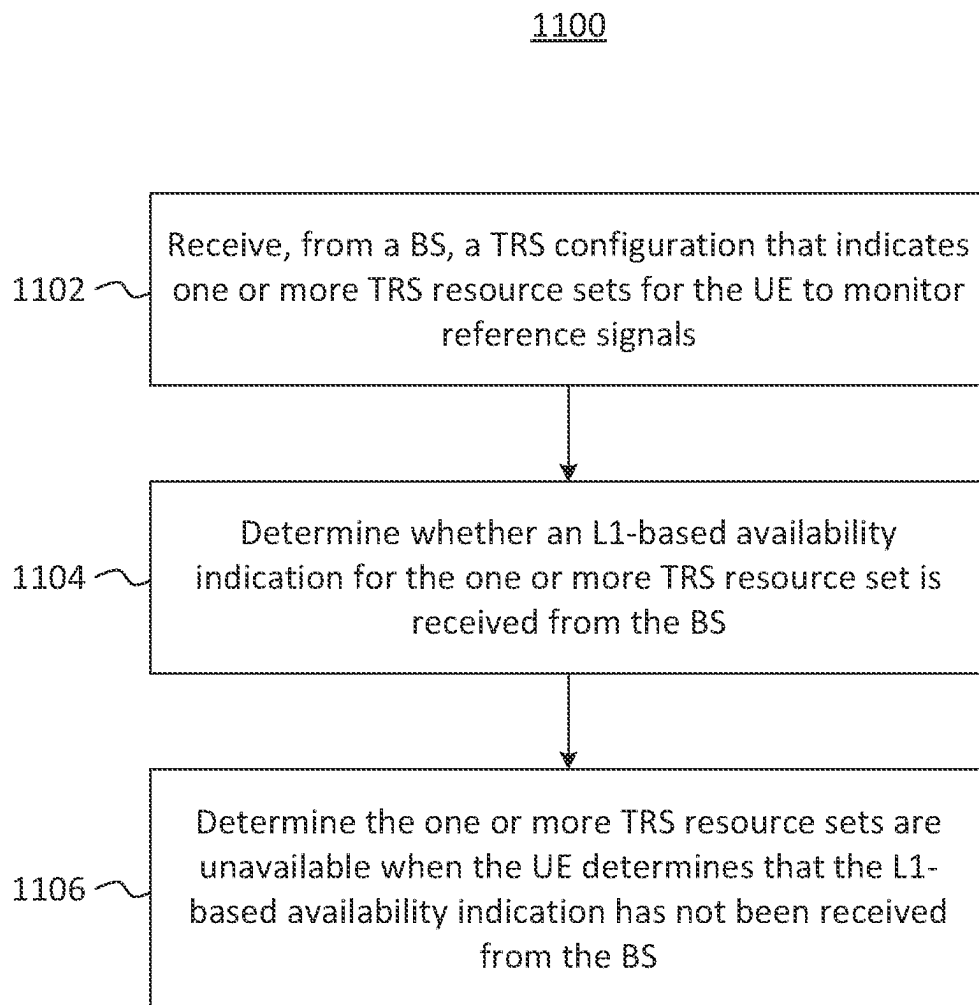 1100
Receive, from a BS, a TRS configuration that indicates
1102
one or more TRS resource sets for the UE to monitor
reference signals
Determine whether an L1-based availability
1104
indication for the one or more TRS resource set is
received from the BS
Determine the one or more TRS resource sets are
unavailable when the UE determines that the L1-
1106
based availability indication has not been received
from the BS